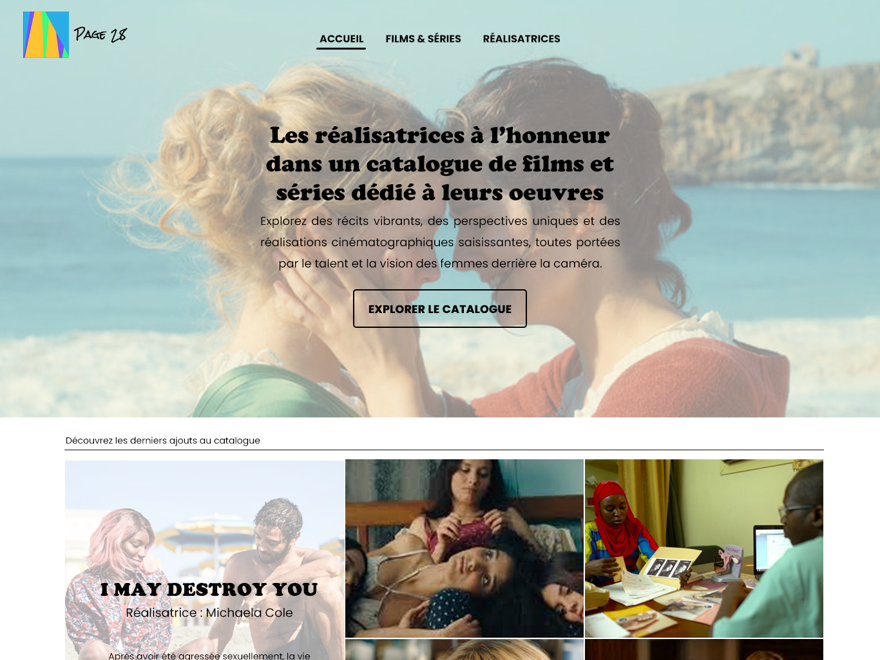 Page 28
ACCUEIL FILMS & SÉRIES RÉALISATRICES
Les réalisatrices à l'honneur
dans un catalogue de films et
séries dédié à leurs oeuvres
Explorez des récits vibrants, des perspectives uniques et des
réalisations cinématographiques saisissantes, toutes portées
par le talent et la vision des femmes derrière la caméra.
EXPLORER LE CATALOGUE
Découvrez les derniers ajouts au catalogue
I MAY DESTROY YOU
Réalisatrice : Michaela Cole
Après avoir été agressée sexuellement, la vie